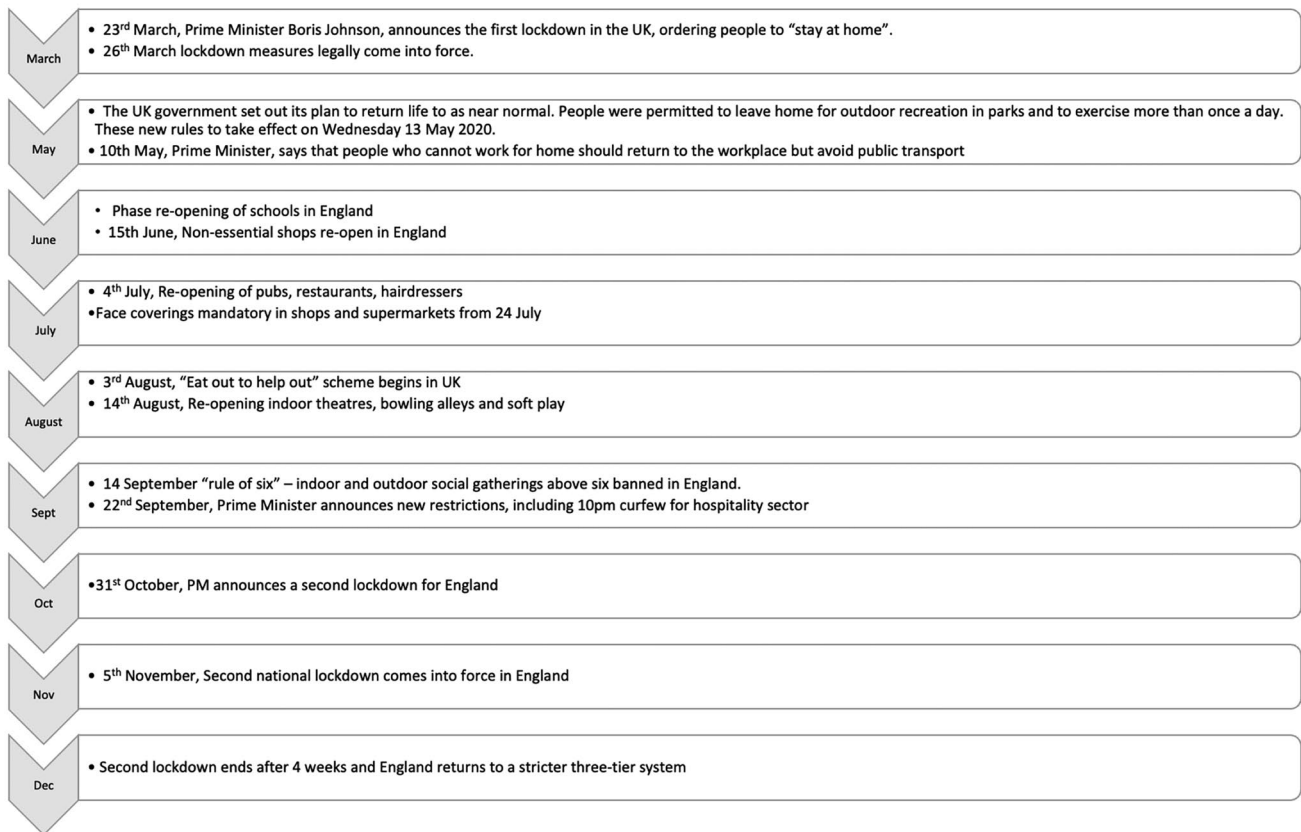 March
• 23rd March, Prime Minister Boris Johnson, announces the first lockdown in the UK, ordering people to “stay at home”.
• 26th March lockdown measures legally come into force.
May
• The UK government set out its plan to return life to as near normal. People were permitted to leave home for outdoor recreation in parks and to exercise more than once a day.
These new rules to take effect on Wednesday 13 May 2020.
• 10th May, Prime Minister, says that people who cannot work for home should return to the workplace but avoid public transport
June
• Phase re-opening of schools in England
• 15th June, Non-essential shops re-open in England
July
• 4th July, Re-opening of pubs, restaurants, hairdressers
•Face coverings mandatory in shops and supermarkets from 24 July
August
• 3rd August, “Eat out to help out” scheme begins in UK
• 14th August, Re-opening indoor theatres, bowling alleys and soft play
Sept
• 14 September “rule of six” – indoor and outdoor social gatherings above six banned in England.
• 22nd September, Prime Minister announces new restrictions, including 10pm curfew for hospitality sector
Oct
•31st October, PM announces a second lockdown for England
Nov
• 5th November, Second national lockdown comes into force in England
Dec
• Second lockdown ends after 4 weeks and England returns to a stricter three-tier system